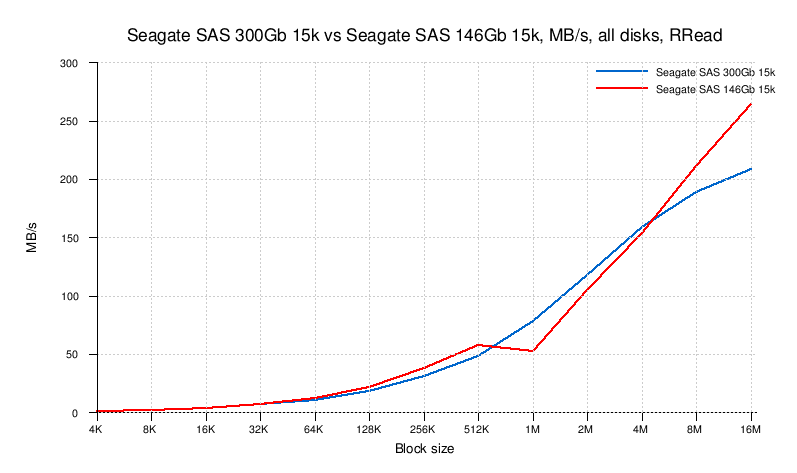 Seagate SAS 300Gb 15k vs Seagate SAS 146Gb 15k, MB/s, all disks, RRead
Seagate SAS 300Gb 15k
Seagate SAS 146Gb 15k
300
250
200
150
100
50
0
MB/s
4K 8K 16K 32K 64K 128K 256K 512K 1M 2M 4M 8M 16M
Block size